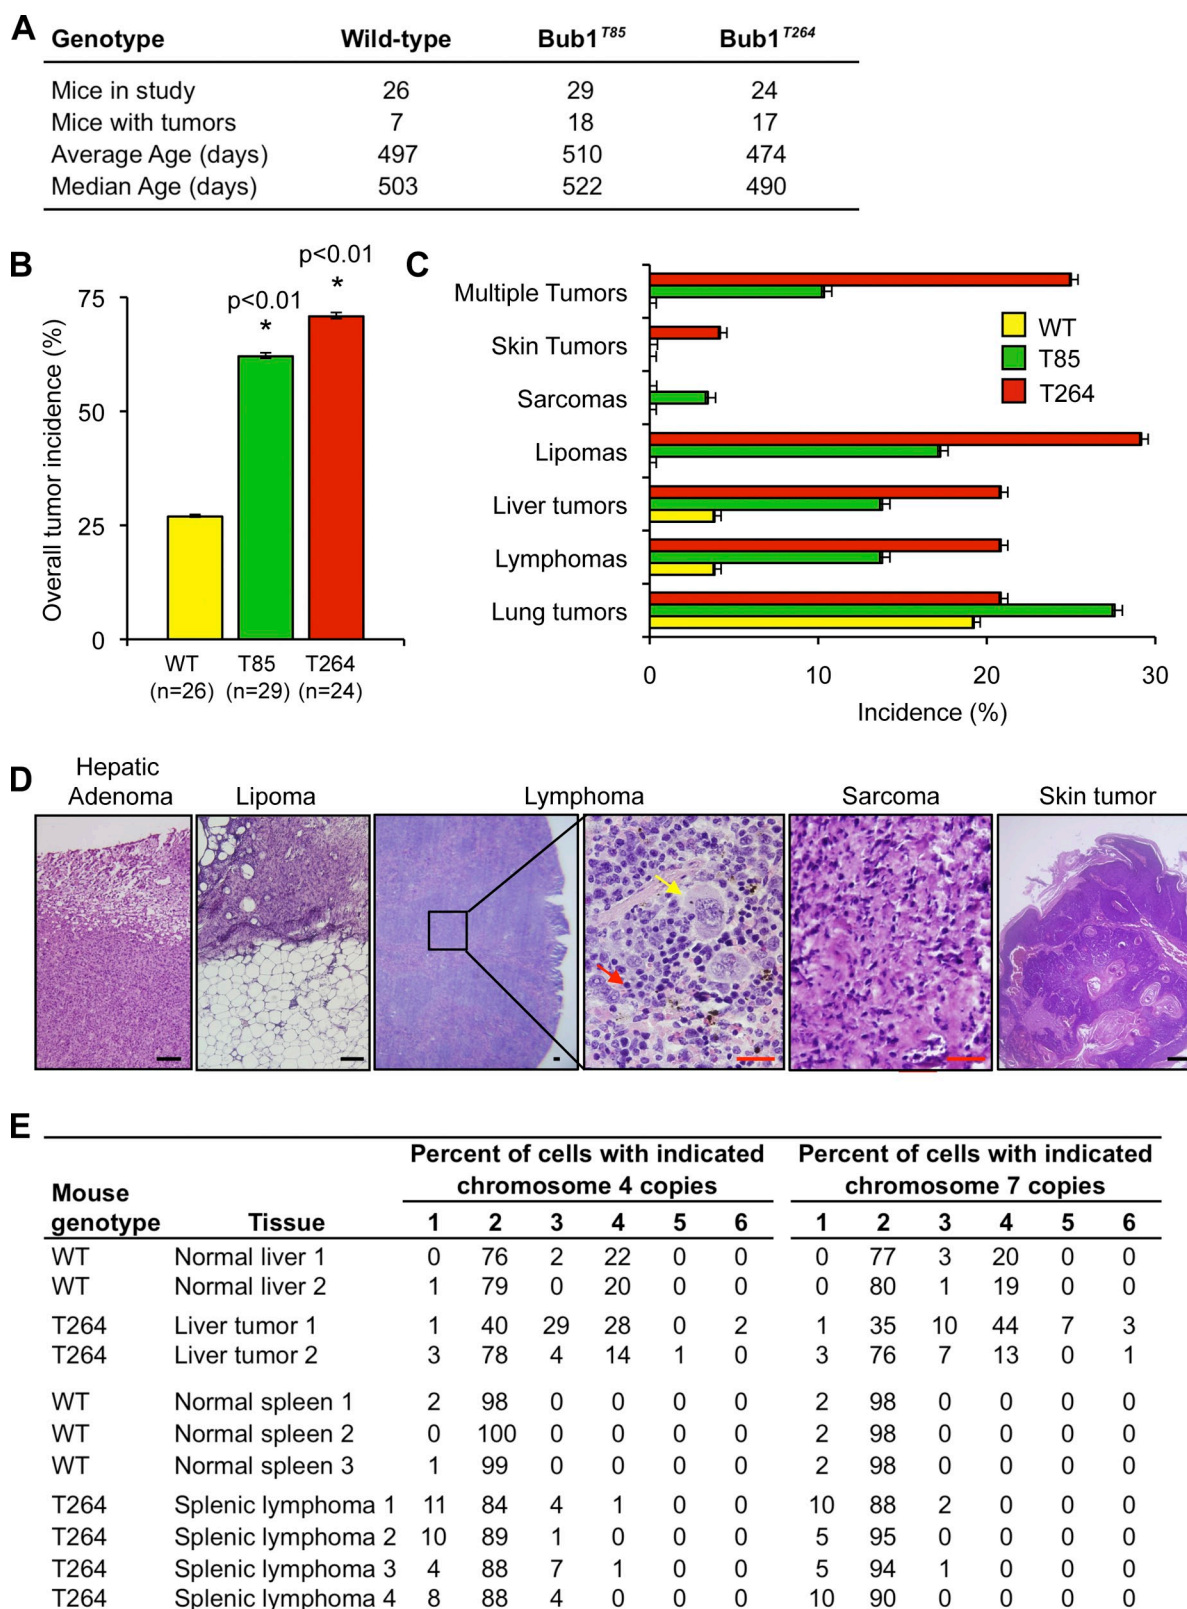 A
Genotype Wild-type Bub1T85 Bub1T264
Mice in study 26 29 24
Mice with tumors 7 18 17
Average Age (days) 497 510 474
Median Age (days) 503 522 490
B
p<0.01
*
p<0.01
*
Overall tumor incidence (%)
75
50
25
0
WT T85 T264
(n=26) (n=29) (n=24)
C
Multiple Tumors
Skin Tumors
Sarcomas
Lipomas
Liver tumors
Lymphomas
Lung tumors
WT
T85
T264
0 10 20 30
Incidence (%)
D
Hepatic
Adenoma Lipoma Lymphoma Sarcoma Skin tumor
E
Percent of cells with indicated Percent of cells with indicated
Mouse chromosome 4 copies chromosome 7 copies
genotype Tissue 1 2 3 4 5 6 1 2 3 4 5 6
WT Normal liver 1 0 76 2 22 0 0 0 77 3 20 0 0
WT Normal liver 2 1 79 0 20 0 0 0 80 1 19 0 0
T264 Liver tumor 1 1 40 29 28 0 2 1 35 10 44 7 3
T264 Liver tumor 2 3 78 4 14 1 0 3 76 7 13 0 1
WT Normal spleen 1 2 98 0 0 0 0 2 98 0 0 0 0
WT Normal spleen 2 0 100 0 0 0 0 2 98 0 0 0 0
WT Normal spleen 3 1 99 0 0 0 0 2 98 0 0 0 0
T264 Splenic lymphoma 1 11 84 4 1 0 0 10 88 2 0 0 0
T264 Splenic lymphoma 2 10 89 1 0 0 0 5 95 0 0 0 0
T264 Splenic lymphoma 3 4 88 7 1 0 0 5 94 1 0 0 0
T264 Splenic lymphoma 4 8 88 4 0 0 0 10 90 0 0 0 0